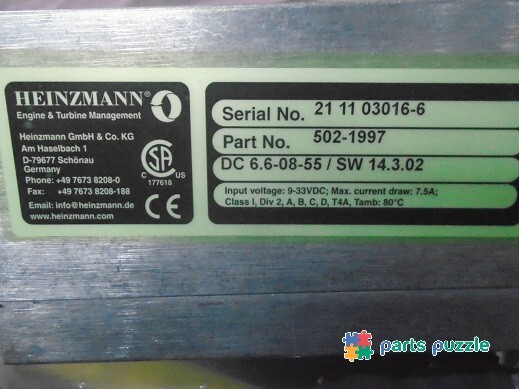 HEINZMANN®
Engine & Turbine Management
Heinzmann GmbH & Co. KG
Am Haselbach 1
D-79677 Schönau
Germany
Phone: +49 7673 8208-0
Fax: +49 7673 8208-188
Email: info@heinzmann.de
www.heinzmann.com
SA
C US
177618
CE
Serial No. 21 11 03016-6
Part No. 502-1997
DC 6.6-08-55 / SW 14.3.02
Input voltage: 9-33VDC; Max. current draw: 7.5A;
Class I, Div 2, A, B, C, D, T4A, Tamb: 80°C
parts puzzle